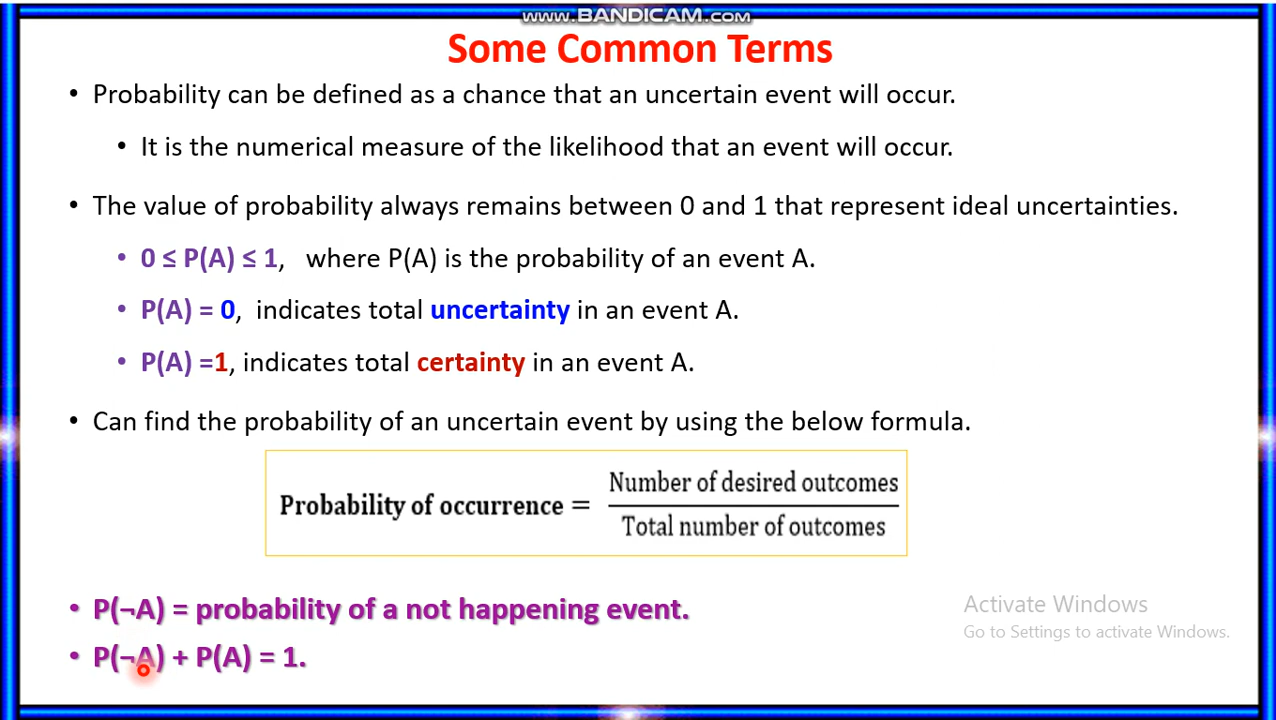 www.BANDICAM.com
Some Common Terms
• Probability can be defined as a chance that an uncertain event will occur.
• It is the numerical measure of the likelihood that an event will occur.
• The value of probability always remains between 0 and 1 that represent ideal uncertainties.
• 0 ≤ P(A) ≤ 1, where P(A) is the probability of an event A.
• P(A) = 0, indicates total uncertainty in an event A.
• P(A) =1, indicates total certainty in an event A.
• Can find the probability of an uncertain event by using the below formula.
Number of desired outcomes
Probability of occurrence =
Total number of outcomes
• P(¬A) = probability of a not happening event.
• P(¬A) + P(A) = 1.
Activate Windows
Go to Settings to activate Windows.